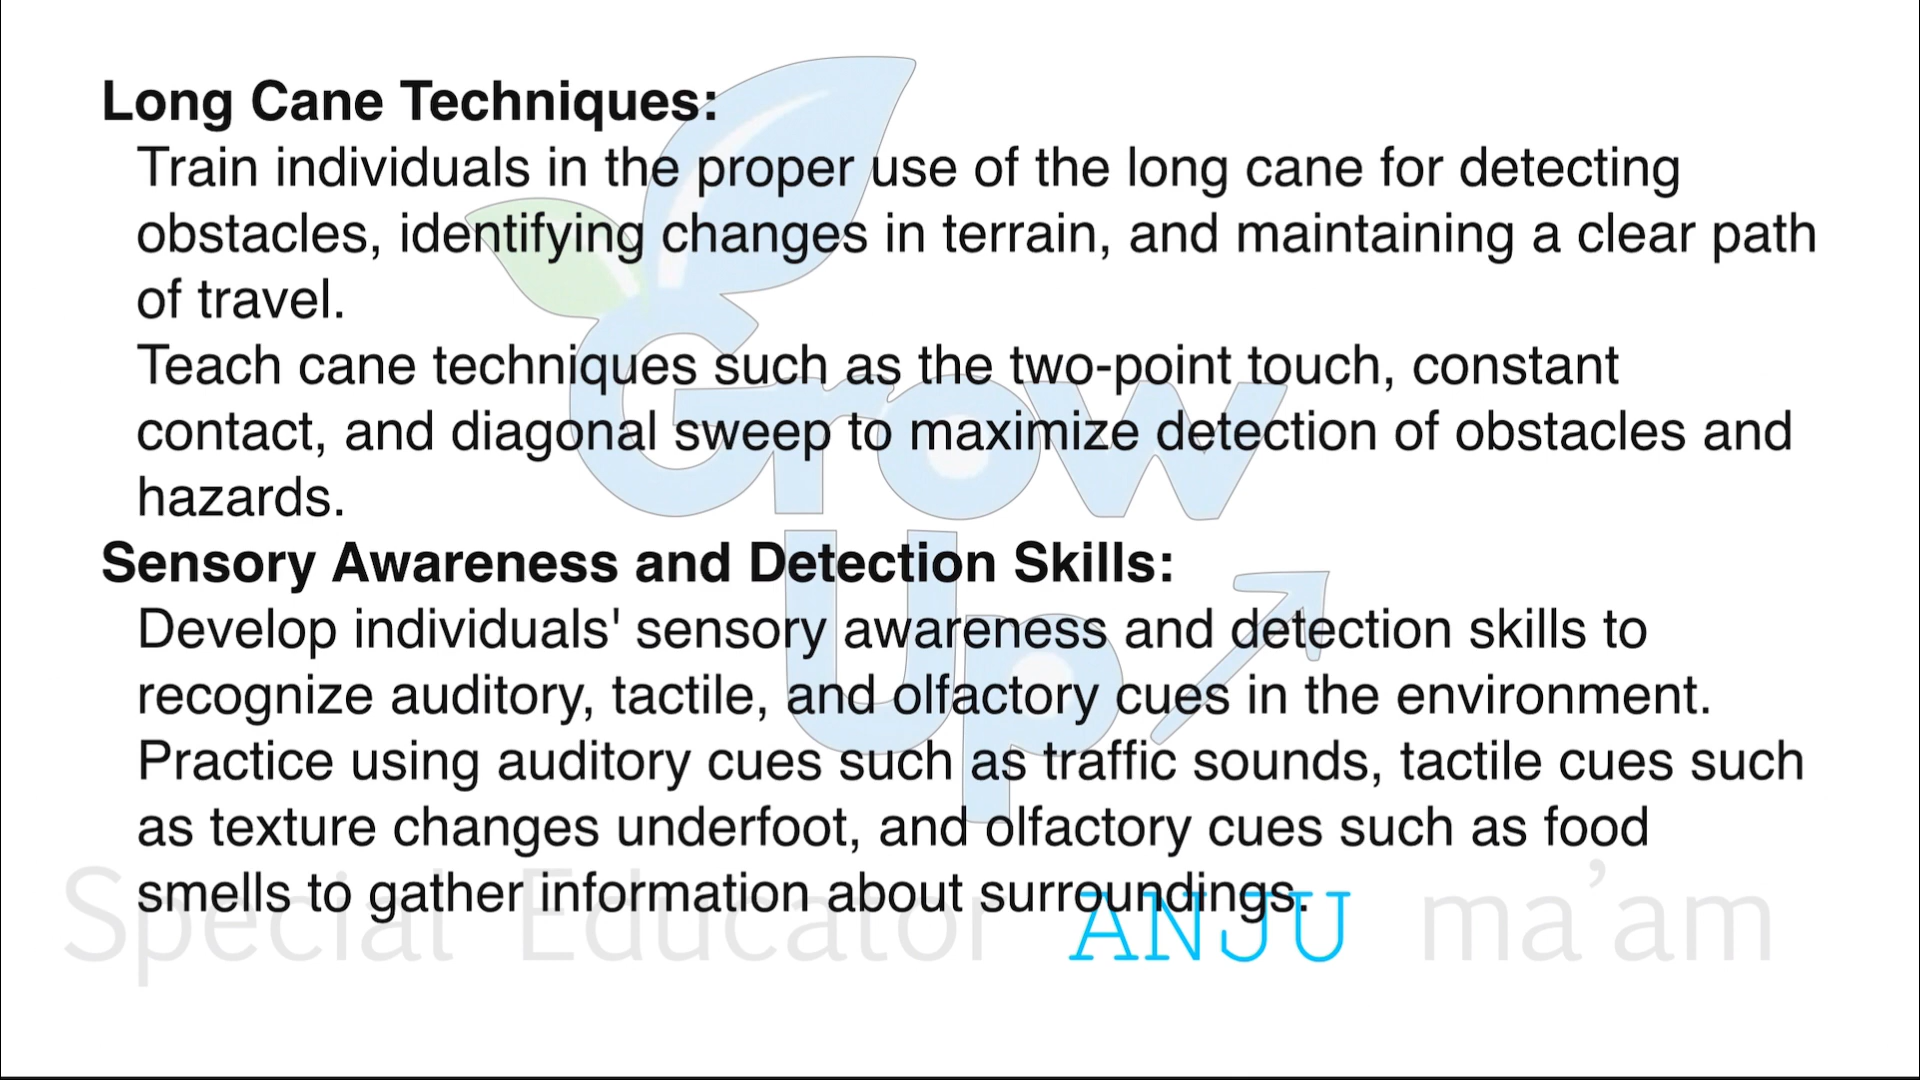 Long Cane Techniques:
Train individuals in the proper use of the long cane for detecting
obstacles, identifying changes in terrain, and maintaining a clear path
of travel.
Teach cane techniques such as the two-point touch, constant
contact, and diagonal sweep to maximize detection of obstacles and
hazards.
Sensory Awareness and Detection Skills:
Develop individuals' sensory awareness and detection skills to
recognize auditory, tactile, and olfactory cues in the environment.
Practice using auditory cues such as traffic sounds, tactile cues such
as texture changes underfoot, and olfactory cues such as food
smells to gather information about surroundings.
Grow
Up
Special Educator ANJU ma’am